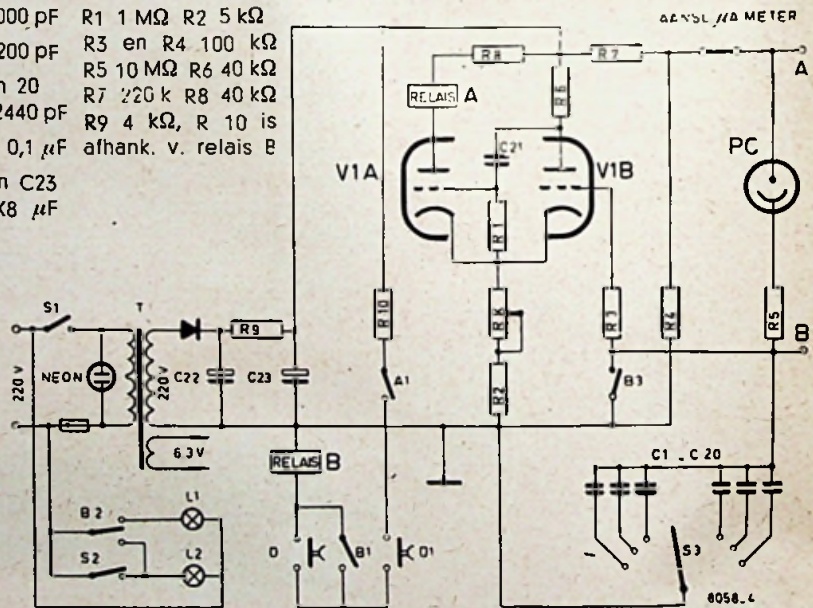 000 pF R1 1 MΩ R2 5 kΩ
200 pF R3 en R4 100 kΩ
R5 10 MΩ R6 40 kΩ
n 20 R7 220 k R8 40 kΩ
2440 pF R9 4 kΩ, R 10 is
0,1 µF afhank. v. relais B
n C23
X8 µF
AANSL µA METER
R8
R7
A
RELAIS A
R6
PC
C21
V1A
V1B
R1
S1
T
R10
RK
R3
R4
R5
R9
B
220 V
NEON
220 V
C22
C23
A1
R2
B3
6.3V
RELAIS B
C1 _ C 20
B2
L1
S2
L2
D
B1
D1
S3
8058_4